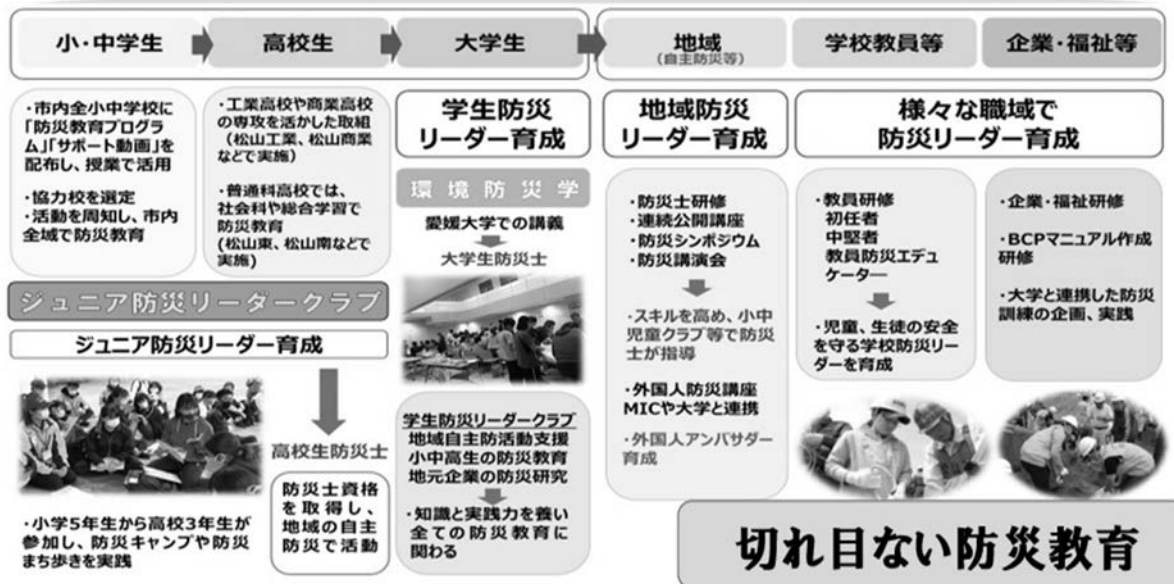 小・中学生
高校生
大学生
地域
(自主防災等)
学校教員等
企業・福祉等
・市内全小中学校に
「防災教育プログラ
ム」「サポート動画」を
配布し、授業で活用
・協力校を選定
・活動を周知し、市内
全域で防災教育
・工業高校や商業高校
の専攻を活かした取組
(松山工業、松山商業
などで実施)
・普通科高校では、
社会科や総合学習で
防災教育
(松山東、松山南などで
実施)
ジュニア防災リーダークラブ
ジュニア防災リーダー育成
高校生防災士
防災士資格
を取得し、
地域の自主
防災で活動
・小学5年生から高校3年生が
参加し、防災キャンプや防災
まち歩きを実践
学生防災
リーダー育成
環境防災学
愛媛大学での講義
大学生防災士
学生防災リーダークラブ
地域自主防活動支援
小中高生の防災教育
地元企業の防災研究
・知識と実践力を養い
全ての防災教育に
関わる
地域防災
リーダー育成
・防災士研修
・連続公開講座
・防災シンポジウム
・防災講演会
・スキルを高め、小中
児童クラブ等で防災
士が指導
・外国人防災講座
MICや大学と連携
・外国人アンバサダー
育成
様々な職域で
防災リーダー育成
・教員研修
初任者
中堅者
教員防災エデュ
ケーター
・児童、生徒の安全
を守る学校防災リー
ダーを育成
・企業・福祉研修
・BCPマニュアル作成
研修
・大学と連携した防災
訓練の企画、実践
切れ目ない防災教育